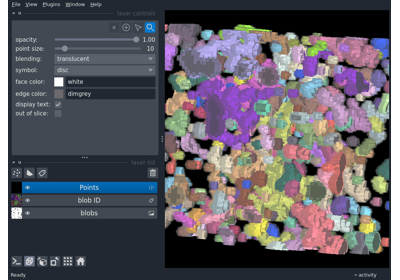 File View Plugins Window Help
layer controls
opacity: 1.00
point size: 10
blending: translucent
symbol: disc
face color: white
edge color: dimgrey
display text:
out of slice:
layer list
Points
blob ID
blobs
Ready
activity